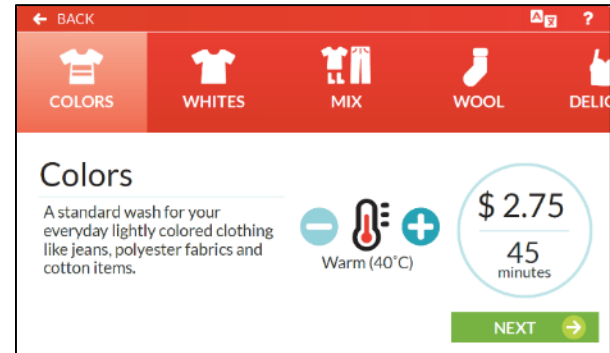 BACK ?
COLORS WHITES MIX WOOL DELIC
Colors
A standard wash for your
everyday lightly colored clothing
like jeans, polyester fabrics and
cotton items.
Warm (40°C)
$ 2.75
45
minutes
NEXT